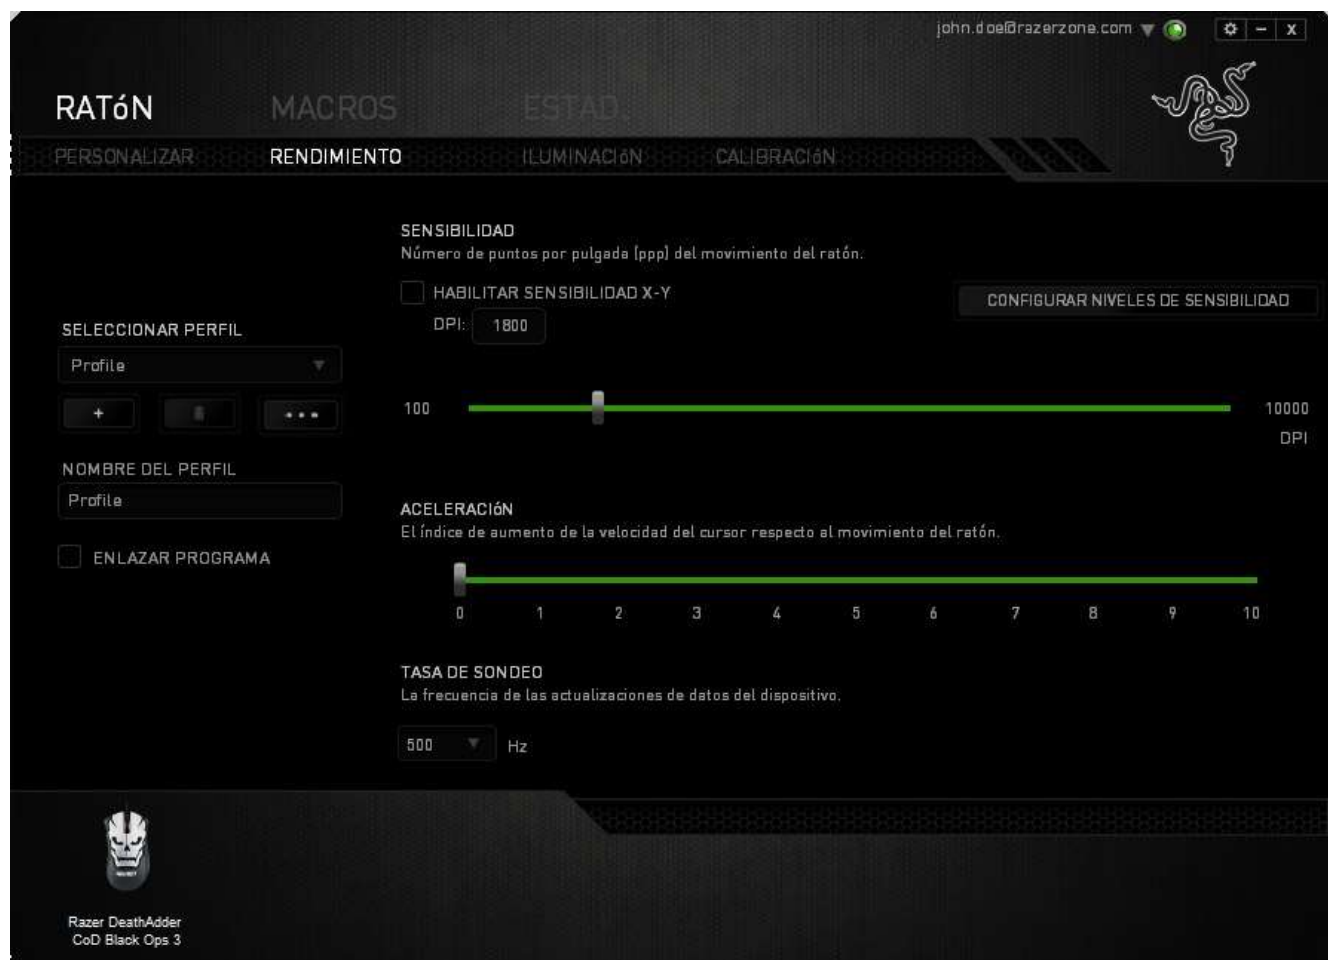 john.doe@razerzone.com
RATóN MACROS ESTAD.
PERSONALIZAR RENDIMIENTO ILUMINACIóN CALIBRACIóN
SENSIBILIDAD
Número de puntos por pulgada (ppp) del movimiento del ratón.
HABILITAR SENSIBILIDAD X-Y
CONFIGURAR NIVELES DE SENSIBILIDAD
DPI: 1800
SELECCIONAR PERFIL
Profile
100
10000
DPI
NOMBRE DEL PERFIL
Profile
ENLAZAR PROGRAMA
ACELERACIóN
El índice de aumento de la velocidad del cursor respecto al movimiento del ratón.
0 1 2 3 4 5 6 7 8 9 10
TASA DE SONDEO
La frecuencia de las actualizaciones de datos del dispositivo.
500 Hz
Razer DeathAdder
CoD Black Ops 3